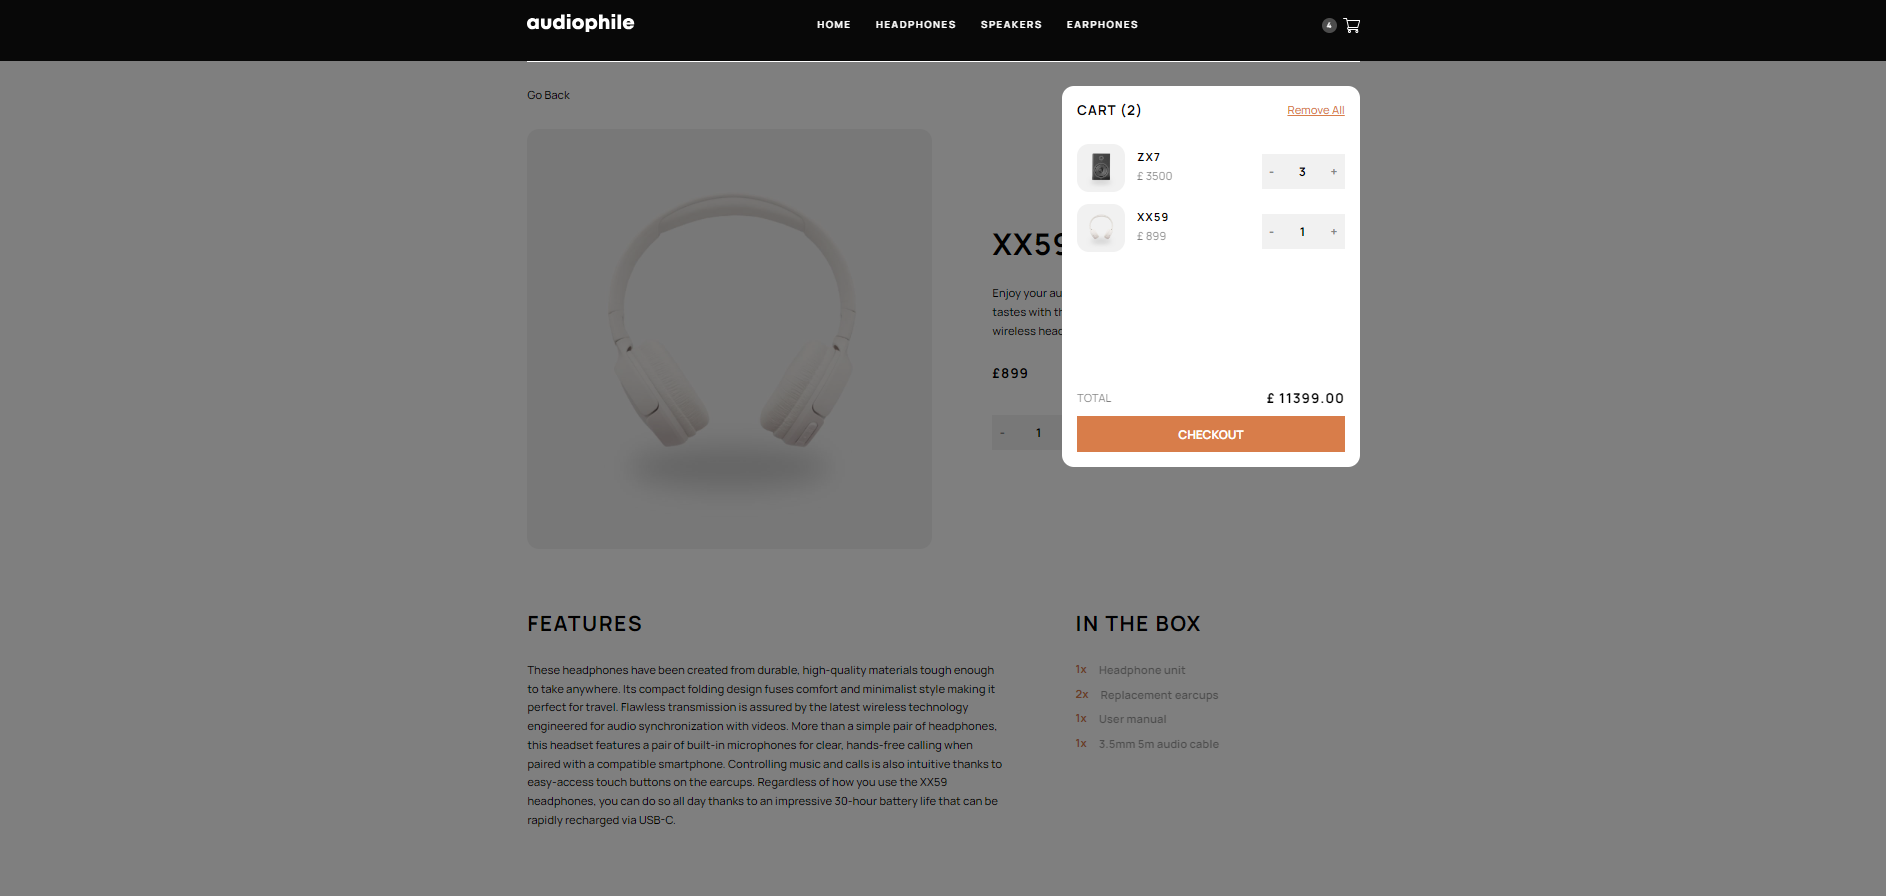 audiophile
HOME HEADPHONES SPEAKERS EARPHONES
4
Go Back
CART (2) Remove All
ZX7
£ 3500
- 3 +
XX59
£ 899
- 1 +
TOTAL £ 11399.00
CHECKOUT
XX59
Enjoy your
tastes with
wireless
£899
- 1
FEATURES
These headphones have been created from durable, high-quality materials tough enough
to take anywhere. Its compact folding design fuses comfort and minimalist style making it
perfect for travel. Flawless transmission is assured by the latest wireless technology
engineered for audio synchronization with videos. More than a simple pair of headphones,
this headset features a pair of built-in microphones for clear, hands-free calling when
paired with a compatible smartphone. Controlling music and calls is also intuitive thanks to
easy-access touch buttons on the earcups. Regardless of how you use the XX59
headphones, you can do so all day thanks to an impressive 30-hour battery life that can be
rapidly recharged via USB-C.
IN THE BOX
1x Headphone unit
2x Replacement earcups
1x User manual
1x 3.5mm 5m audio cable